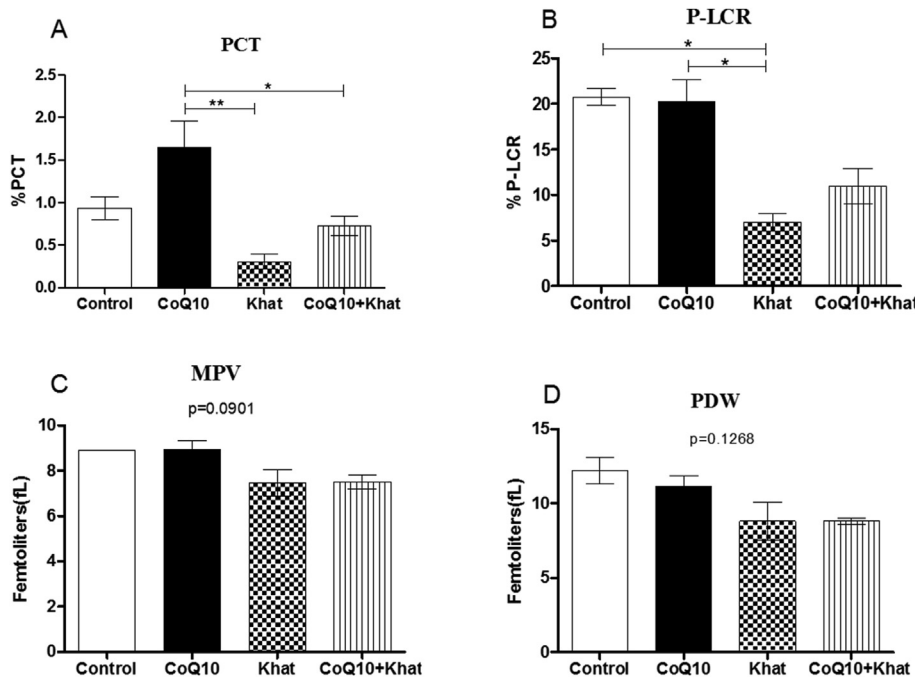 A
PCT
2.5
2.0
1.5
1.0
0.5
0.0
%PCT
*
**
Control CoQ10 Khat CoQ10+Khat
B
P-LCR
25
20
15
10
5
0
%P-LCR
*
*
Control CoQ10 Khat CoQ10+Khat
C
MPV
p=0.0901
10
8
6
4
2
0
Femtoliters(fL)
Control CoQ10 Khat CoQ10+Khat
D
PDW
p=0.1268
15
10
5
0
Femtoliters(fL)
Control CoQ10 Khat CoQ10+Khat